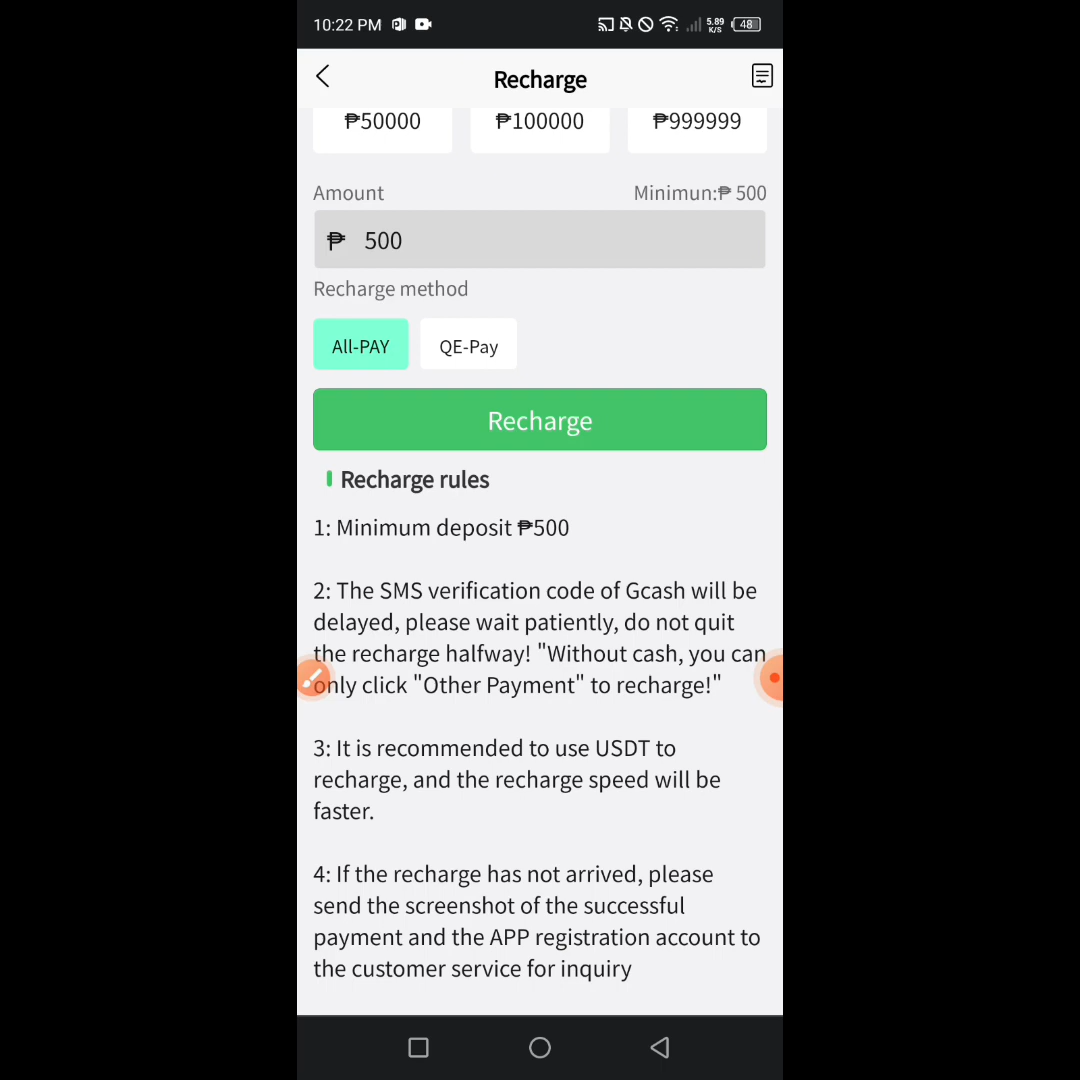 10:22 PM 5.89 K/S 48
Recharge
₱50000 ₱100000 ₱999999
Amount Minimun:₱ 500
₱ 500
Recharge method
All-PAY QE-Pay
Recharge
Recharge rules
1: Minimum deposit ₱500
2: The SMS verification code of Gcash will be
delayed, please wait patiently, do not quit
the recharge halfway! "Without cash, you can
only click "Other Payment" to recharge!"
3: It is recommended to use USDT to
recharge, and the recharge speed will be
faster.
4: If the recharge has not arrived, please
send the screenshot of the successful
payment and the APP registration account to
the customer service for inquiry